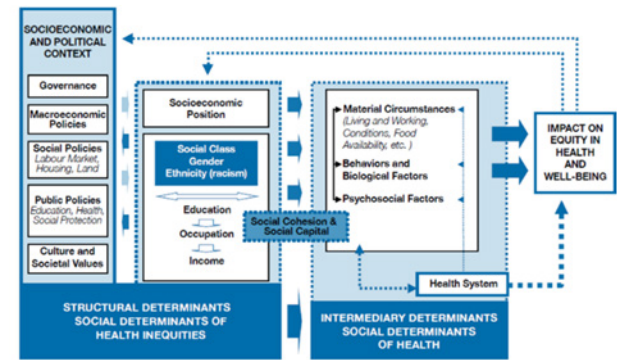 SOCIOECONOMIC
AND POLITICAL
CONTEXT
Governance
Macroeconomic
Policies
Social Policies
Labour Market,
Housing, Land
Public Policies
Education, Health,
Social Protection
Culture and
Societal Values
Socioeconomic
Position
Social Class
Gender
Ethnicity (racism)
Education
Occupation
Income
Social Cohesion &
Social Capital
Material Circumstances
(Living and Working,
Conditions, Food
Availability, etc. )
Behaviors and
Biological Factors
Psychosocial Factors
Health System
IMPACT ON
EQUITY IN
HEALTH
AND
WELL-BEING
STRUCTURAL DETERMINANTS
SOCIAL DETERMINANTS OF
HEALTH INEQUITIES
INTERMEDIARY DETERMINANTS
SOCIAL DETERMINANTS
OF HEALTH